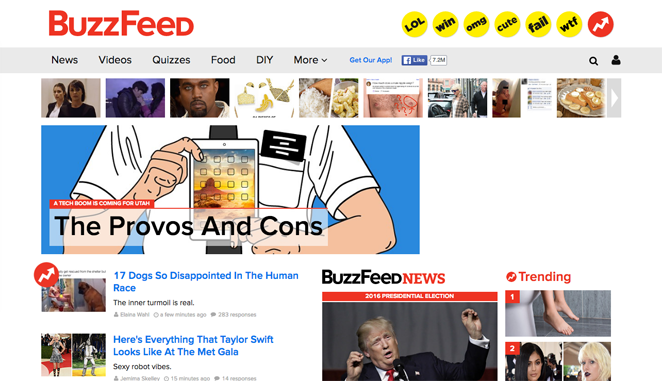 BuzzFeed
LOL
win
omg
cute
fail
wtf
News
Videos
Quizzes
Food
DIY
More
Get Our App!
Like
7.2M
A TECH BOOM IS COMING FOR UTAH
The Provos And Cons
17 Dogs So Disappointed In The Human
Race
The inner turmoil is real.
Elaina Wahl
a few minutes ago
283 responses
Here's Everything That Taylor Swift
Looks Like At The Met Gala
Sexy robot vibes.
Jemima Skelley
15 minutes ago
14 responses
BuzzFeed NEWS
2016 PRESIDENTIAL ELECTION
Trending
1
2